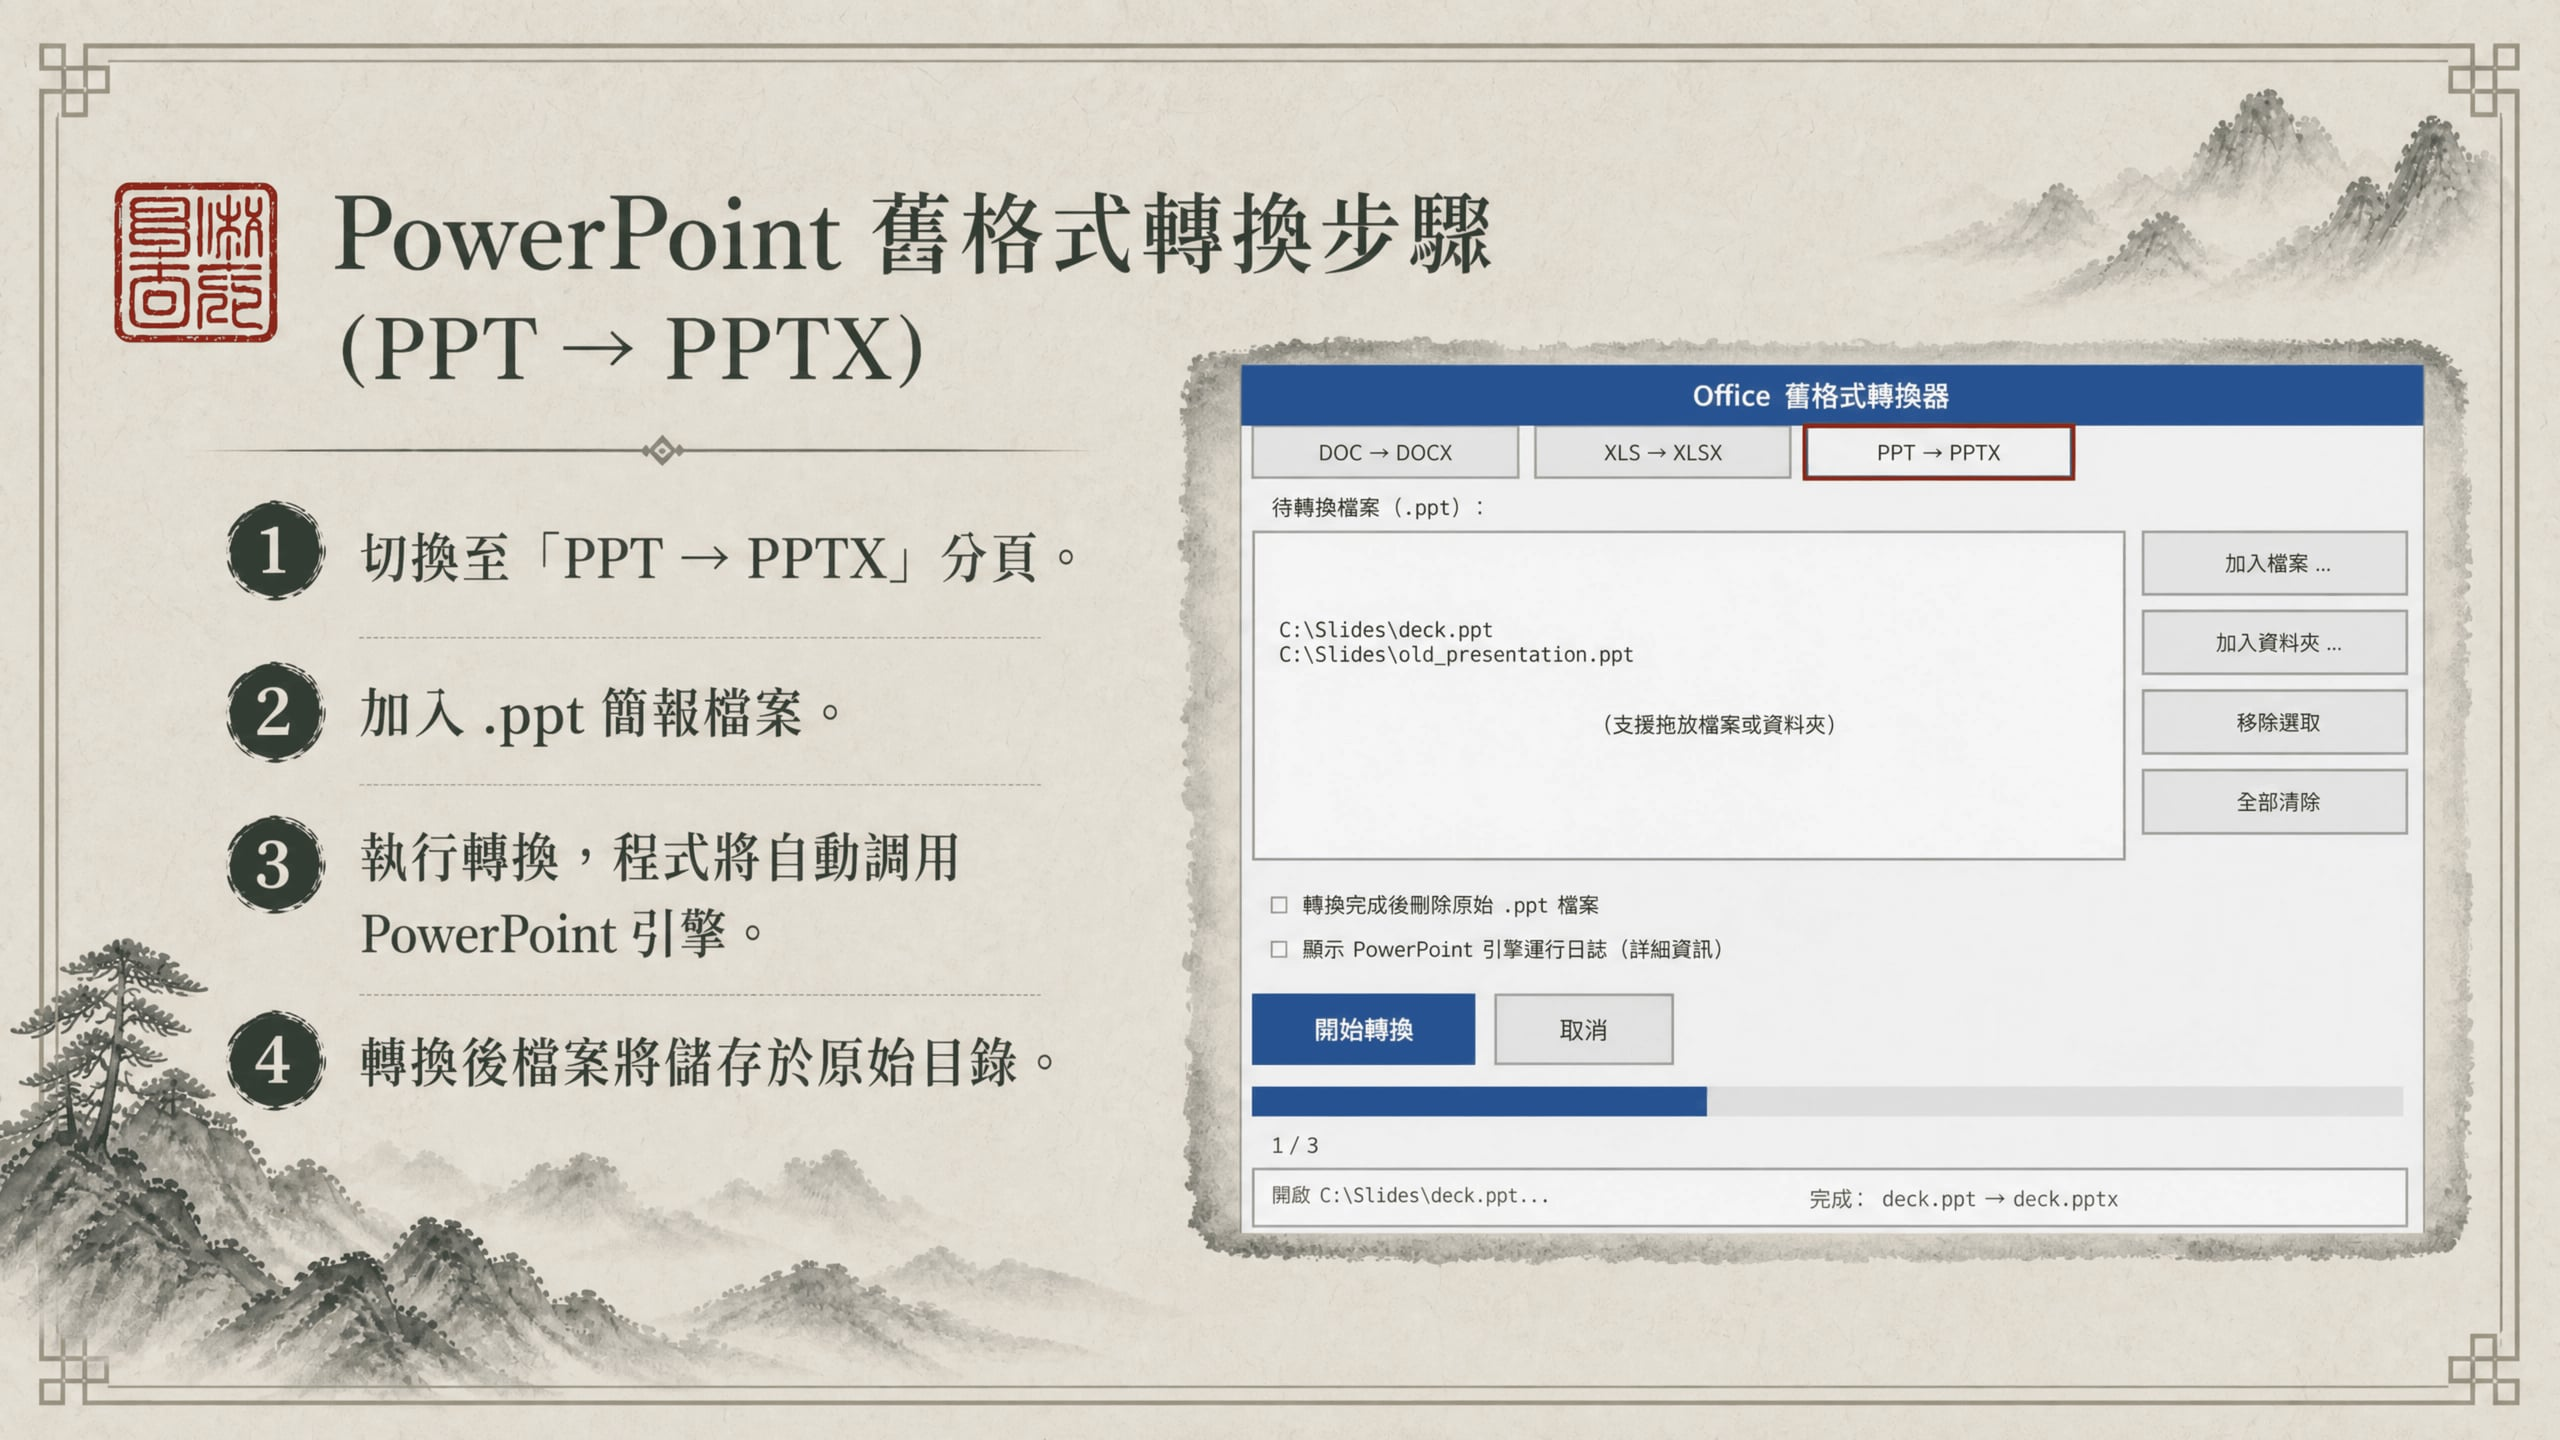 PowerPoint 舊格式轉換步驟
(PPT → PPTX)
1 切換至「PPT → PPTX」分頁。
2 加入 .ppt 簡報檔案。
3 執行轉換，程式將自動調用
PowerPoint 引擎。
4 轉換後檔案將儲存於原始目錄。
Office 舊格式轉換器
DOC → DOCX
XLS → XLSX
PPT → PPTX
待轉換檔案（.ppt）：
C:\Slides\deck.ppt
C:\Slides\old_presentation.ppt
（支援拖放檔案或資料夾）
加入檔案 ...
加入資料夾 ...
移除選取
全部清除
轉換完成後刪除原始 .ppt 檔案
顯示 PowerPoint 引擎運行日誌（詳細資訊）
開始轉換
取消
1 / 3
開啟 C:\Slides\deck.ppt...
完成： deck.ppt → deck.pptx